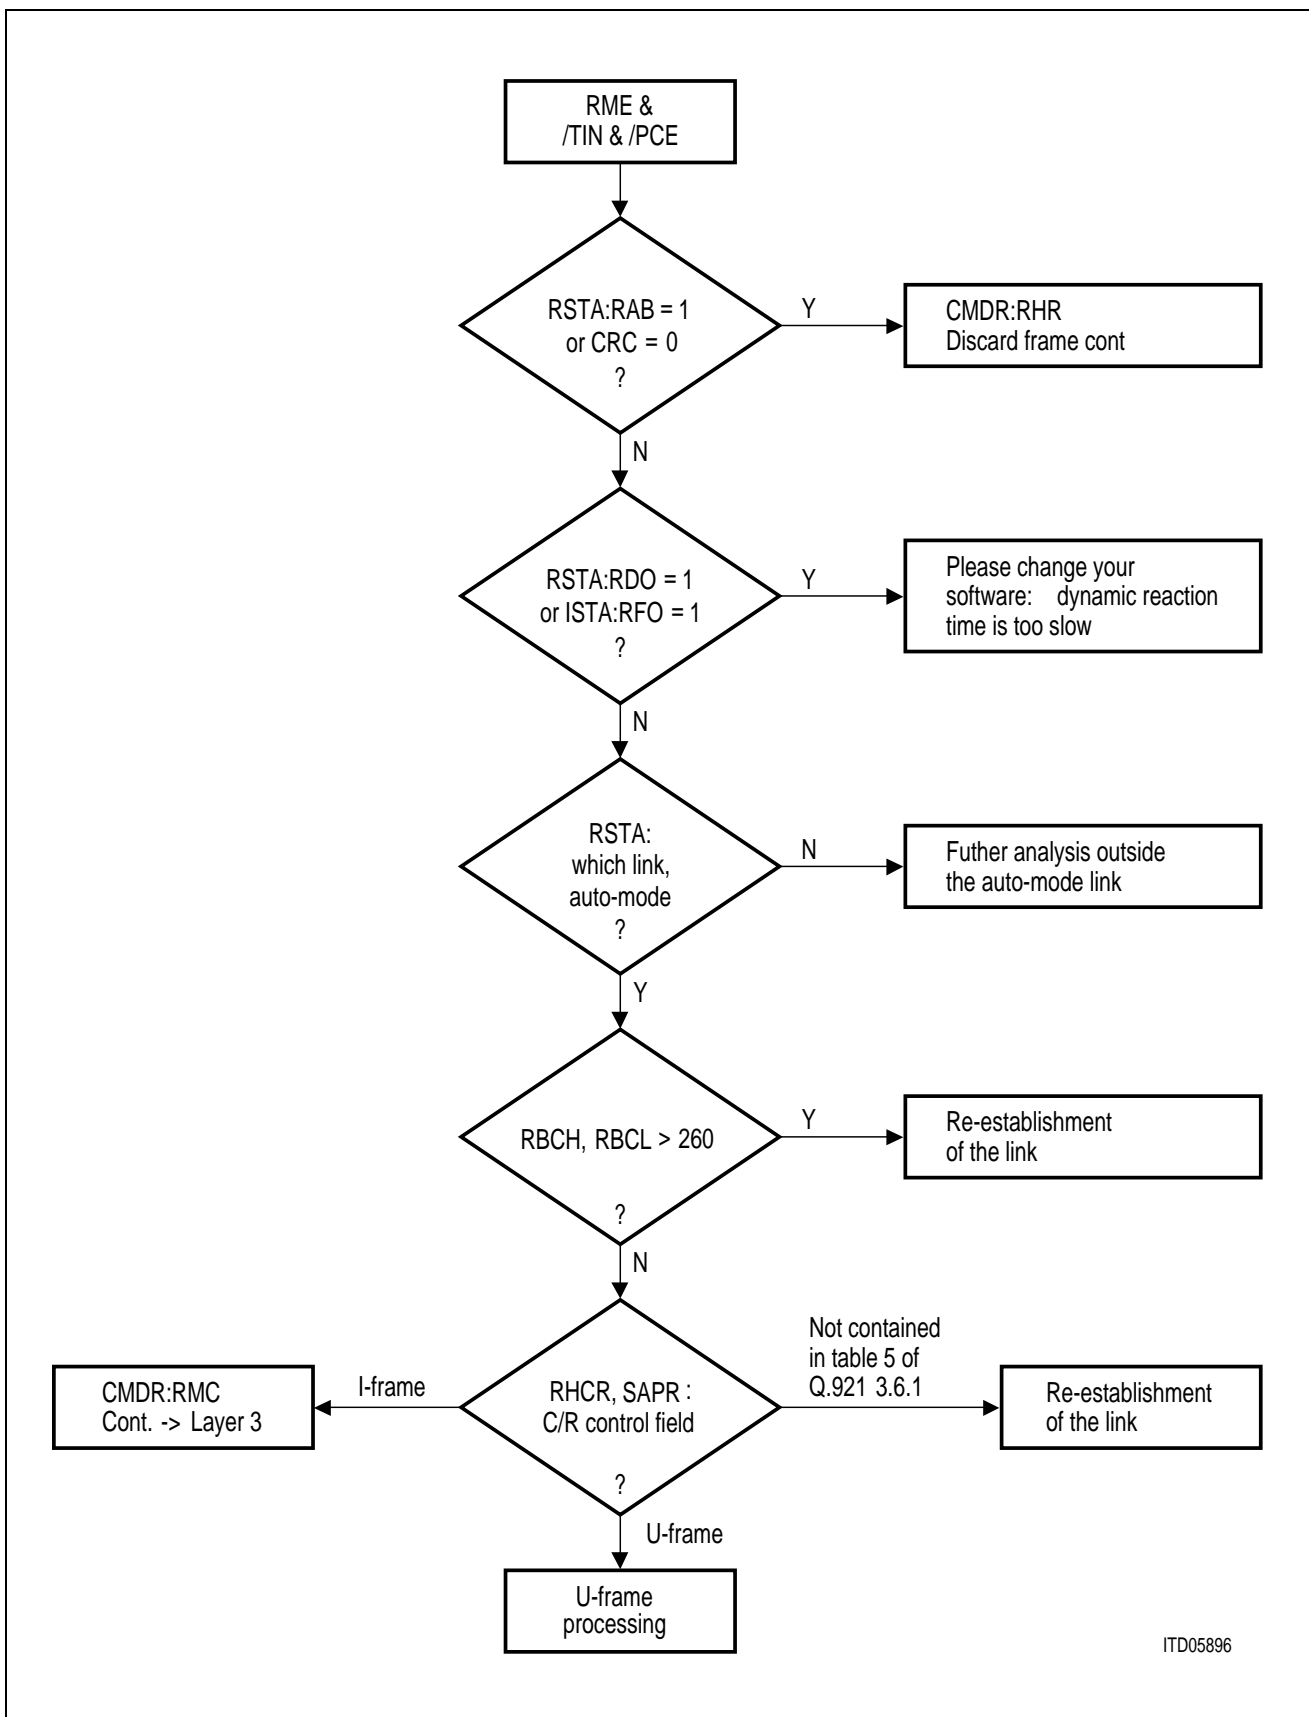 RME &
/TIN & /PCE
RSTA:RAB = 1
or CRC = 0
?
Y
CMDR:RHR
Discard frame cont
N
RSTA:RDO = 1
or ISTA:RFO = 1
?
Y
Please change your
software: dynamic reaction
time is too slow
N
RSTA:
which link,
auto-mode
?
N
Futher analysis outside
the auto-mode link
Y
RBCH, RBCL > 260
?
Y
Re-establishment
of the link
N
CMDR:RMC
Cont. -> Layer 3
I-frame
RHCR, SAPR :
C/R control field
?
Not contained
in table 5 of
Q.921 3.6.1
Re-establishment
of the link
U-frame
U-frame
processing
ITD05896